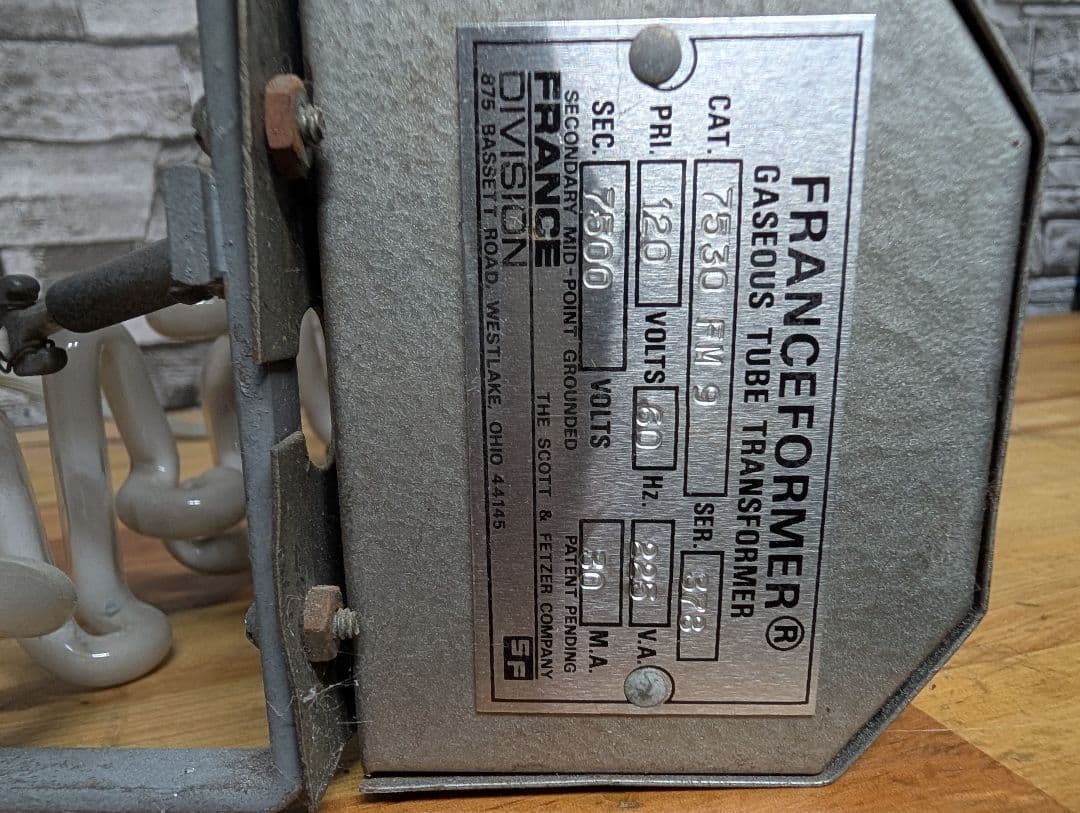 FRANCEFORMER®
GASEOUS TUBE TRANSFORMER
CAT. 7530 FM 9 SER. 378
PRI. 120 VOLTS 60 Hz. 225 V.A.
SEC. 7500 VOLTS 30 M.A.
SECONDARY MID-POINT GROUNDED PATENT PENDING
FRANCE THE SCOTT & FETZER COMPANY
DIVISION SF
875 BASSETT ROAD, WESTLAKE, OHIO 44145